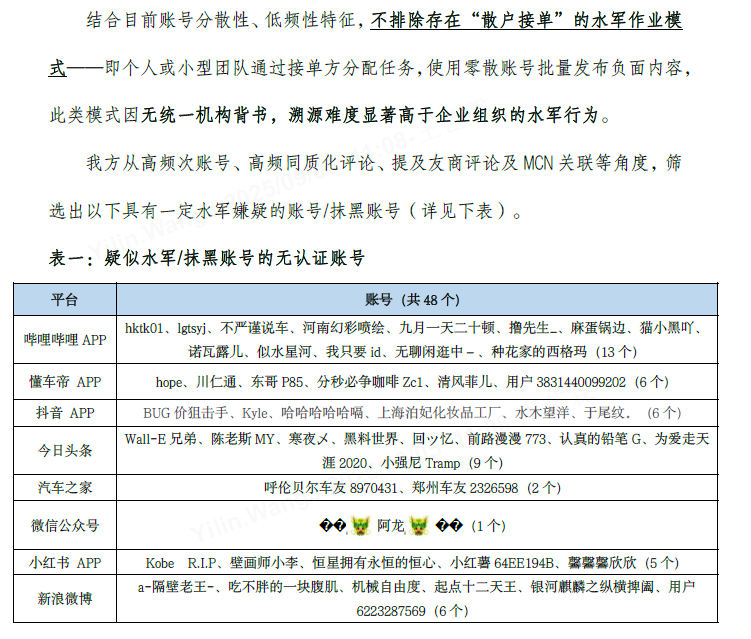 结合目前账号分散性、低频性特征，不排除存在“散户接单”的水军作业模
式——即个人或小型团队通过接单方分配任务，使用零散账号批量发布负面内容，
此类模式因无统一机构背书，溯源难度显著高于企业组织的水军行为。
我方从高频次账号、高频同质化评论、提及友商评论及 MCN 关联等角度，筛
选出以下具有一定水军嫌疑的账号/抹黑账号（详见下表）。
表一：疑似水军/抹黑账号的无认证账号
平台 账号（共 48 个）
哔哩哔哩 APP
hktk01、lgtsyj、不严谨说车、河南幻彩喷绘、九月一天二十顿、撸先生_、麻蛋锅边、猫小黑吖、
诺瓦露儿、似水星河、我只要 id、无聊闲逛中－、种花家的西格玛（13 个）
懂车帝 APP hope、川仁通、东哥 P85、分秒必争咖啡 Zc1、清风菲儿、用户 3831440099202（6 个）
抖音 APP BUG 价狙击手、Kyle、哈哈哈哈哈嗝、上海泊妃化妆品工厂、水木望洋、于尾纹。（6 个）
今日头条
Wall-E 兄弟、陈老斯 MY、寒夜メ、黑料世界、回ッ忆、前路漫漫 773、认真的铅笔 G、为爱走天
涯 2020、小强尼 Tramp（9 个）
汽车之家 呼伦贝尔车友 8970431、郑州车友 2326598（2 个）
微信公众号 ��🐲阿龙🐲��（1 个）
小红书 APP Kobe R.I.P、壁画师小李、恒星拥有永恒的恒心、小红薯 64EE194B、馨馨馨欣欣（5 个）
新浪微博
a-隔壁老王-、吃不胖的一块腹肌、机械自由度、起点十二天王、银河麒麟之纵横捭阖、用户
6223287569（6 个）